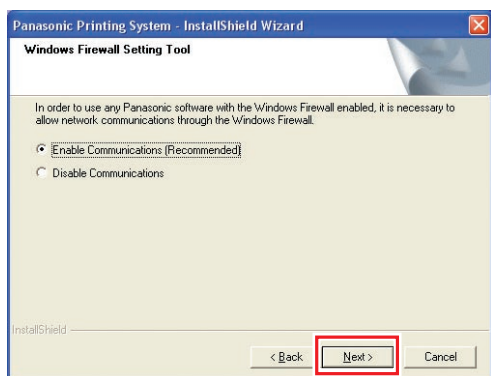 Panasonic Printing System - InstallShield Wizard
Windows Firewall Setting Tool
In order to use any Panasonic software with the Windows Firewall enabled, it is necessary to
allow network communications through the Windows Firewall.
Enable Communications (Recommended)
Disable Communications
InstallShield
< Back Next > Cancel